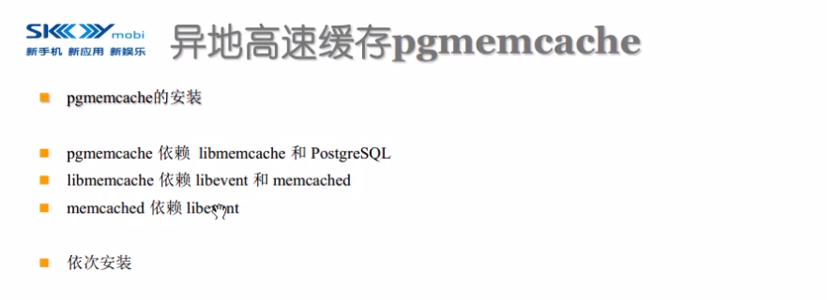 SKYmobi
新手机 新应用 新娱乐
异地高速缓存pgmemcache
pgmemcache的安装
pgmemcache 依赖 libmemcache 和 PostgreSQL
libmemcache 依赖 libevent 和 memcached
memcached 依赖 libevent
依次安装